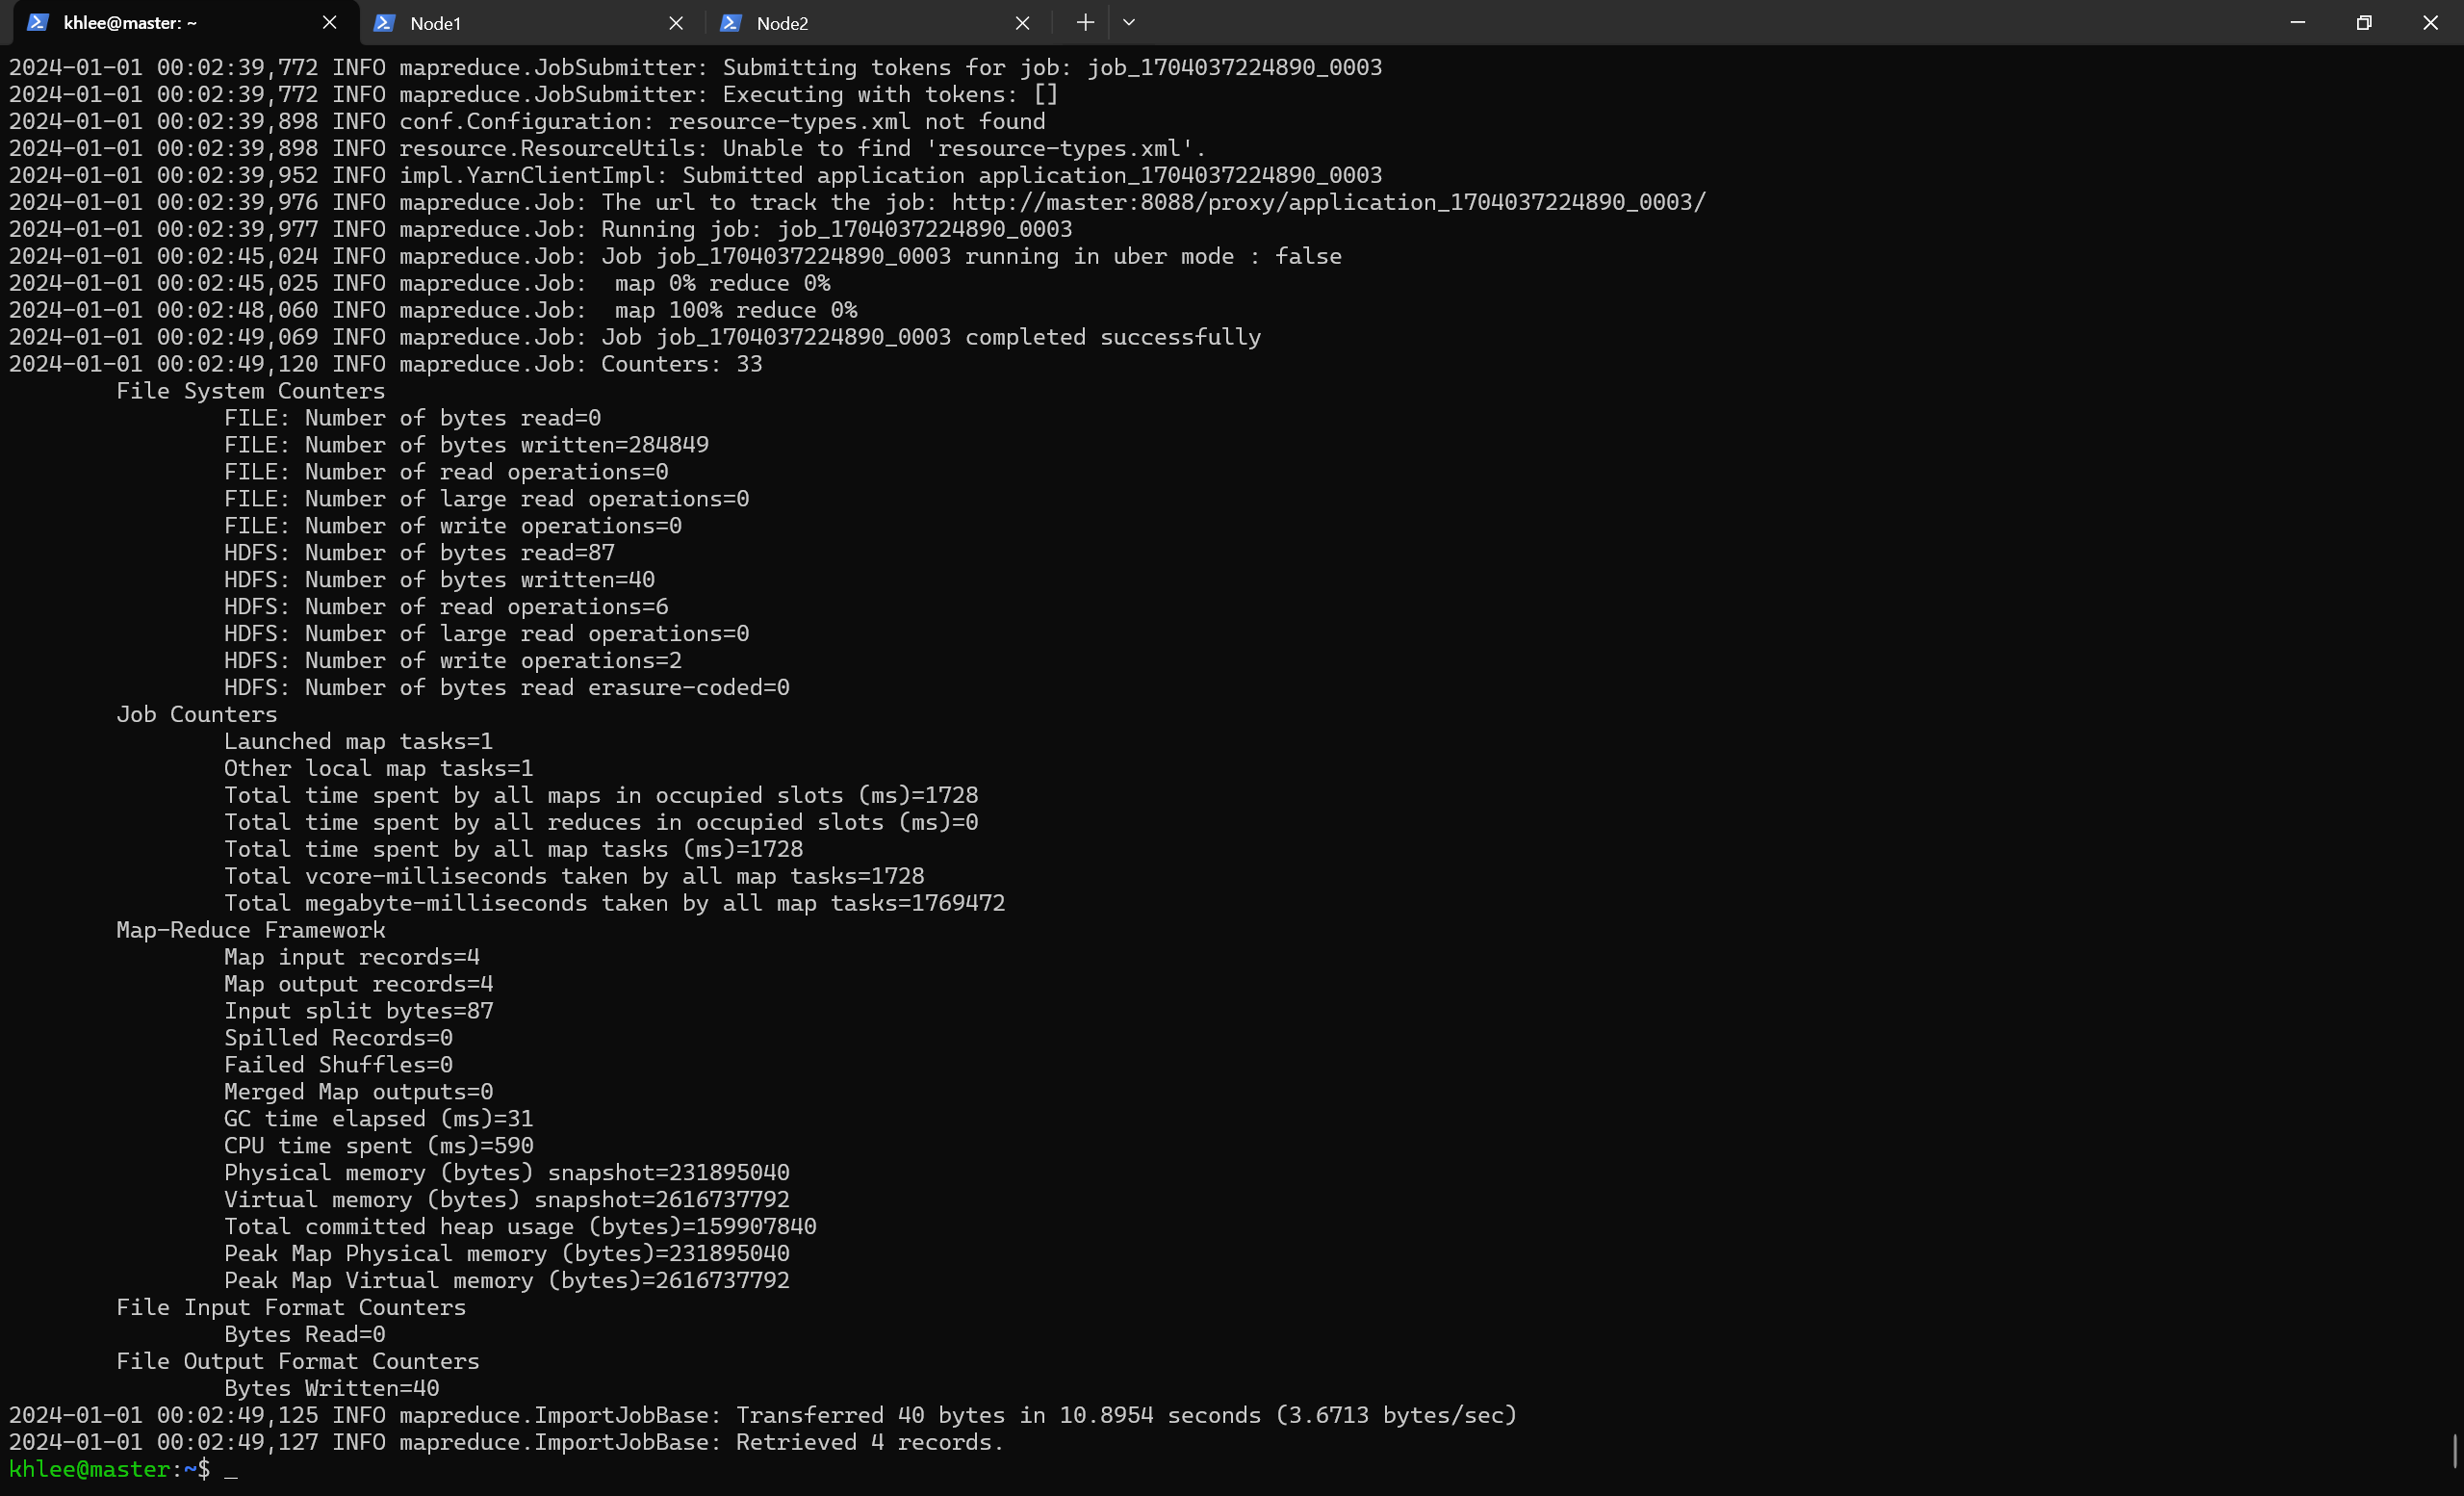 khlee@master: ~
Node1
Node2
2024-01-01 00:02:39,772 INFO mapreduce.JobSubmitter: Submitting tokens for job: job_1704037224890_0003
2024-01-01 00:02:39,772 INFO mapreduce.JobSubmitter: Executing with tokens: []
2024-01-01 00:02:39,898 INFO conf.Configuration: resource-types.xml not found
2024-01-01 00:02:39,898 INFO resource.ResourceUtils: Unable to find 'resource-types.xml'.
2024-01-01 00:02:39,952 INFO impl.YarnClientImpl: Submitted application application_1704037224890_0003
2024-01-01 00:02:39,976 INFO mapreduce.Job: The url to track the job: http://master:8088/proxy/application_1704037224890_0003/
2024-01-01 00:02:39,977 INFO mapreduce.Job: Running job: job_1704037224890_0003
2024-01-01 00:02:45,024 INFO mapreduce.Job: Job job_1704037224890_0003 running in uber mode : false
2024-01-01 00:02:45,025 INFO mapreduce.Job:  map 0% reduce 0%
2024-01-01 00:02:48,060 INFO mapreduce.Job:  map 100% reduce 0%
2024-01-01 00:02:49,069 INFO mapreduce.Job: Job job_1704037224890_0003 completed successfully
2024-01-01 00:02:49,120 INFO mapreduce.Job: Counters: 33
File System Counters
FILE: Number of bytes read=0
FILE: Number of bytes written=284849
FILE: Number of read operations=0
FILE: Number of large read operations=0
FILE: Number of write operations=0
HDFS: Number of bytes read=87
HDFS: Number of bytes written=40
HDFS: Number of read operations=6
HDFS: Number of large read operations=0
HDFS: Number of write operations=2
HDFS: Number of bytes read erasure-coded=0
Job Counters
Launched map tasks=1
Other local map tasks=1
Total time spent by all maps in occupied slots (ms)=1728
Total time spent by all reduces in occupied slots (ms)=0
Total time spent by all map tasks (ms)=1728
Total vcore-milliseconds taken by all map tasks=1728
Total megabyte-milliseconds taken by all map tasks=1769472
Map-Reduce Framework
Map input records=4
Map output records=4
Input split bytes=87
Spilled Records=0
Failed Shuffles=0
Merged Map outputs=0
GC time elapsed (ms)=31
CPU time spent (ms)=590
Physical memory (bytes) snapshot=231895040
Virtual memory (bytes) snapshot=2616737792
Total committed heap usage (bytes)=159907840
Peak Map Physical memory (bytes)=231895040
Peak Map Virtual memory (bytes)=2616737792
File Input Format Counters
Bytes Read=0
File Output Format Counters
Bytes Written=40
2024-01-01 00:02:49,125 INFO mapreduce.ImportJobBase: Transferred 40 bytes in 10.8954 seconds (3.6713 bytes/sec)
2024-01-01 00:02:49,127 INFO mapreduce.ImportJobBase: Retrieved 4 records.
khlee@master:~$ _